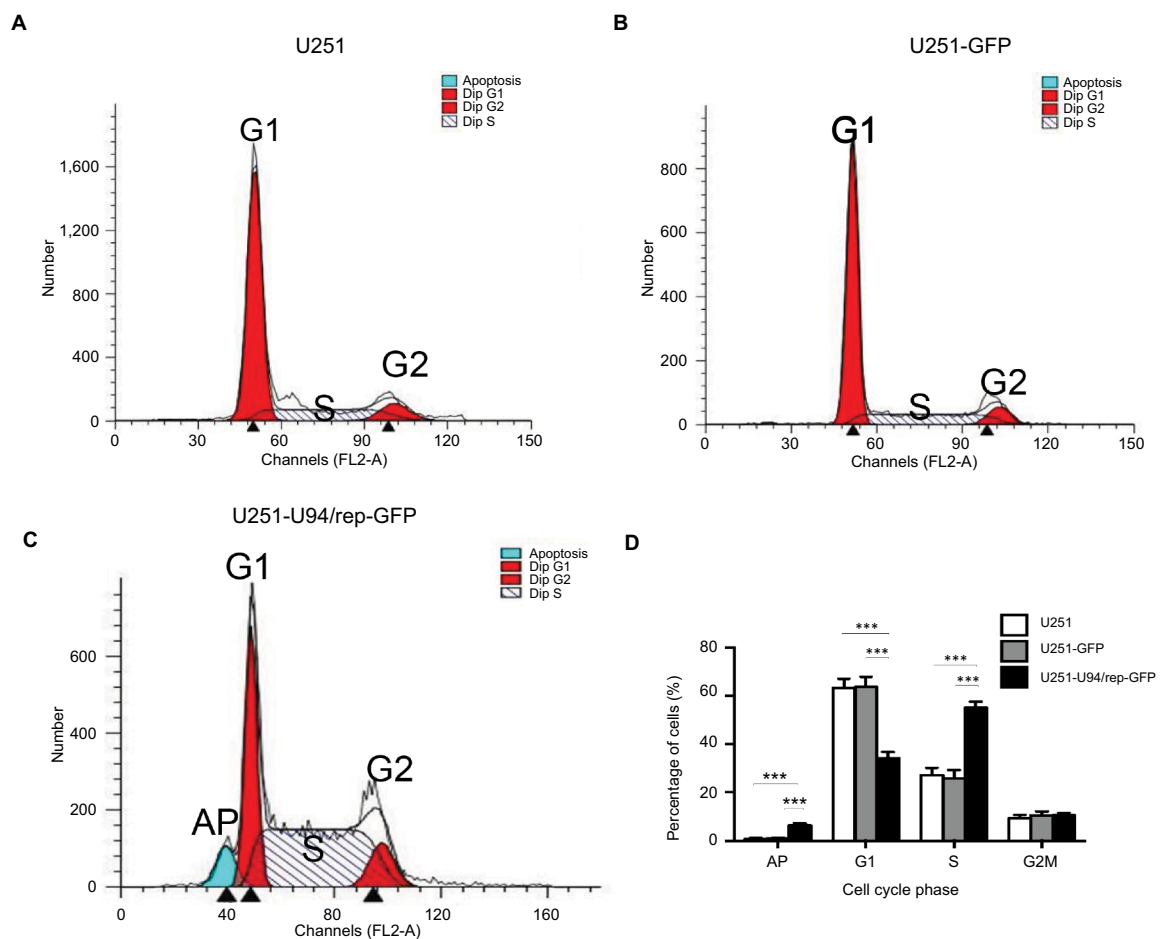 A
U251
Apoptosis
Dip G1
Dip G2
Dip S
G1
G2
S
Number
1,600
1,200
800
400
0
0 30 60 90 120 150
Channels (FL2-A)
B
U251-GFP
Apoptosis
Dip G1
Dip G2
Dip S
G1
G2
S
Number
800
600
400
200
0
0 30 60 90 120 150
Channels (FL2-A)
C
U251-U94/rep-GFP
Apoptosis
Dip G1
Dip G2
Dip S
G1
G2
AP
S
Number
600
400
200
0
0 40 80 120 160
Channels (FL2-A)
D
U251
U251-GFP
U251-U94/rep-GFP
Percentage of cells (%)
80
60
40
20
0
*** ***
*** ***
*** ***
AP G1 S G2M
Cell cycle phase